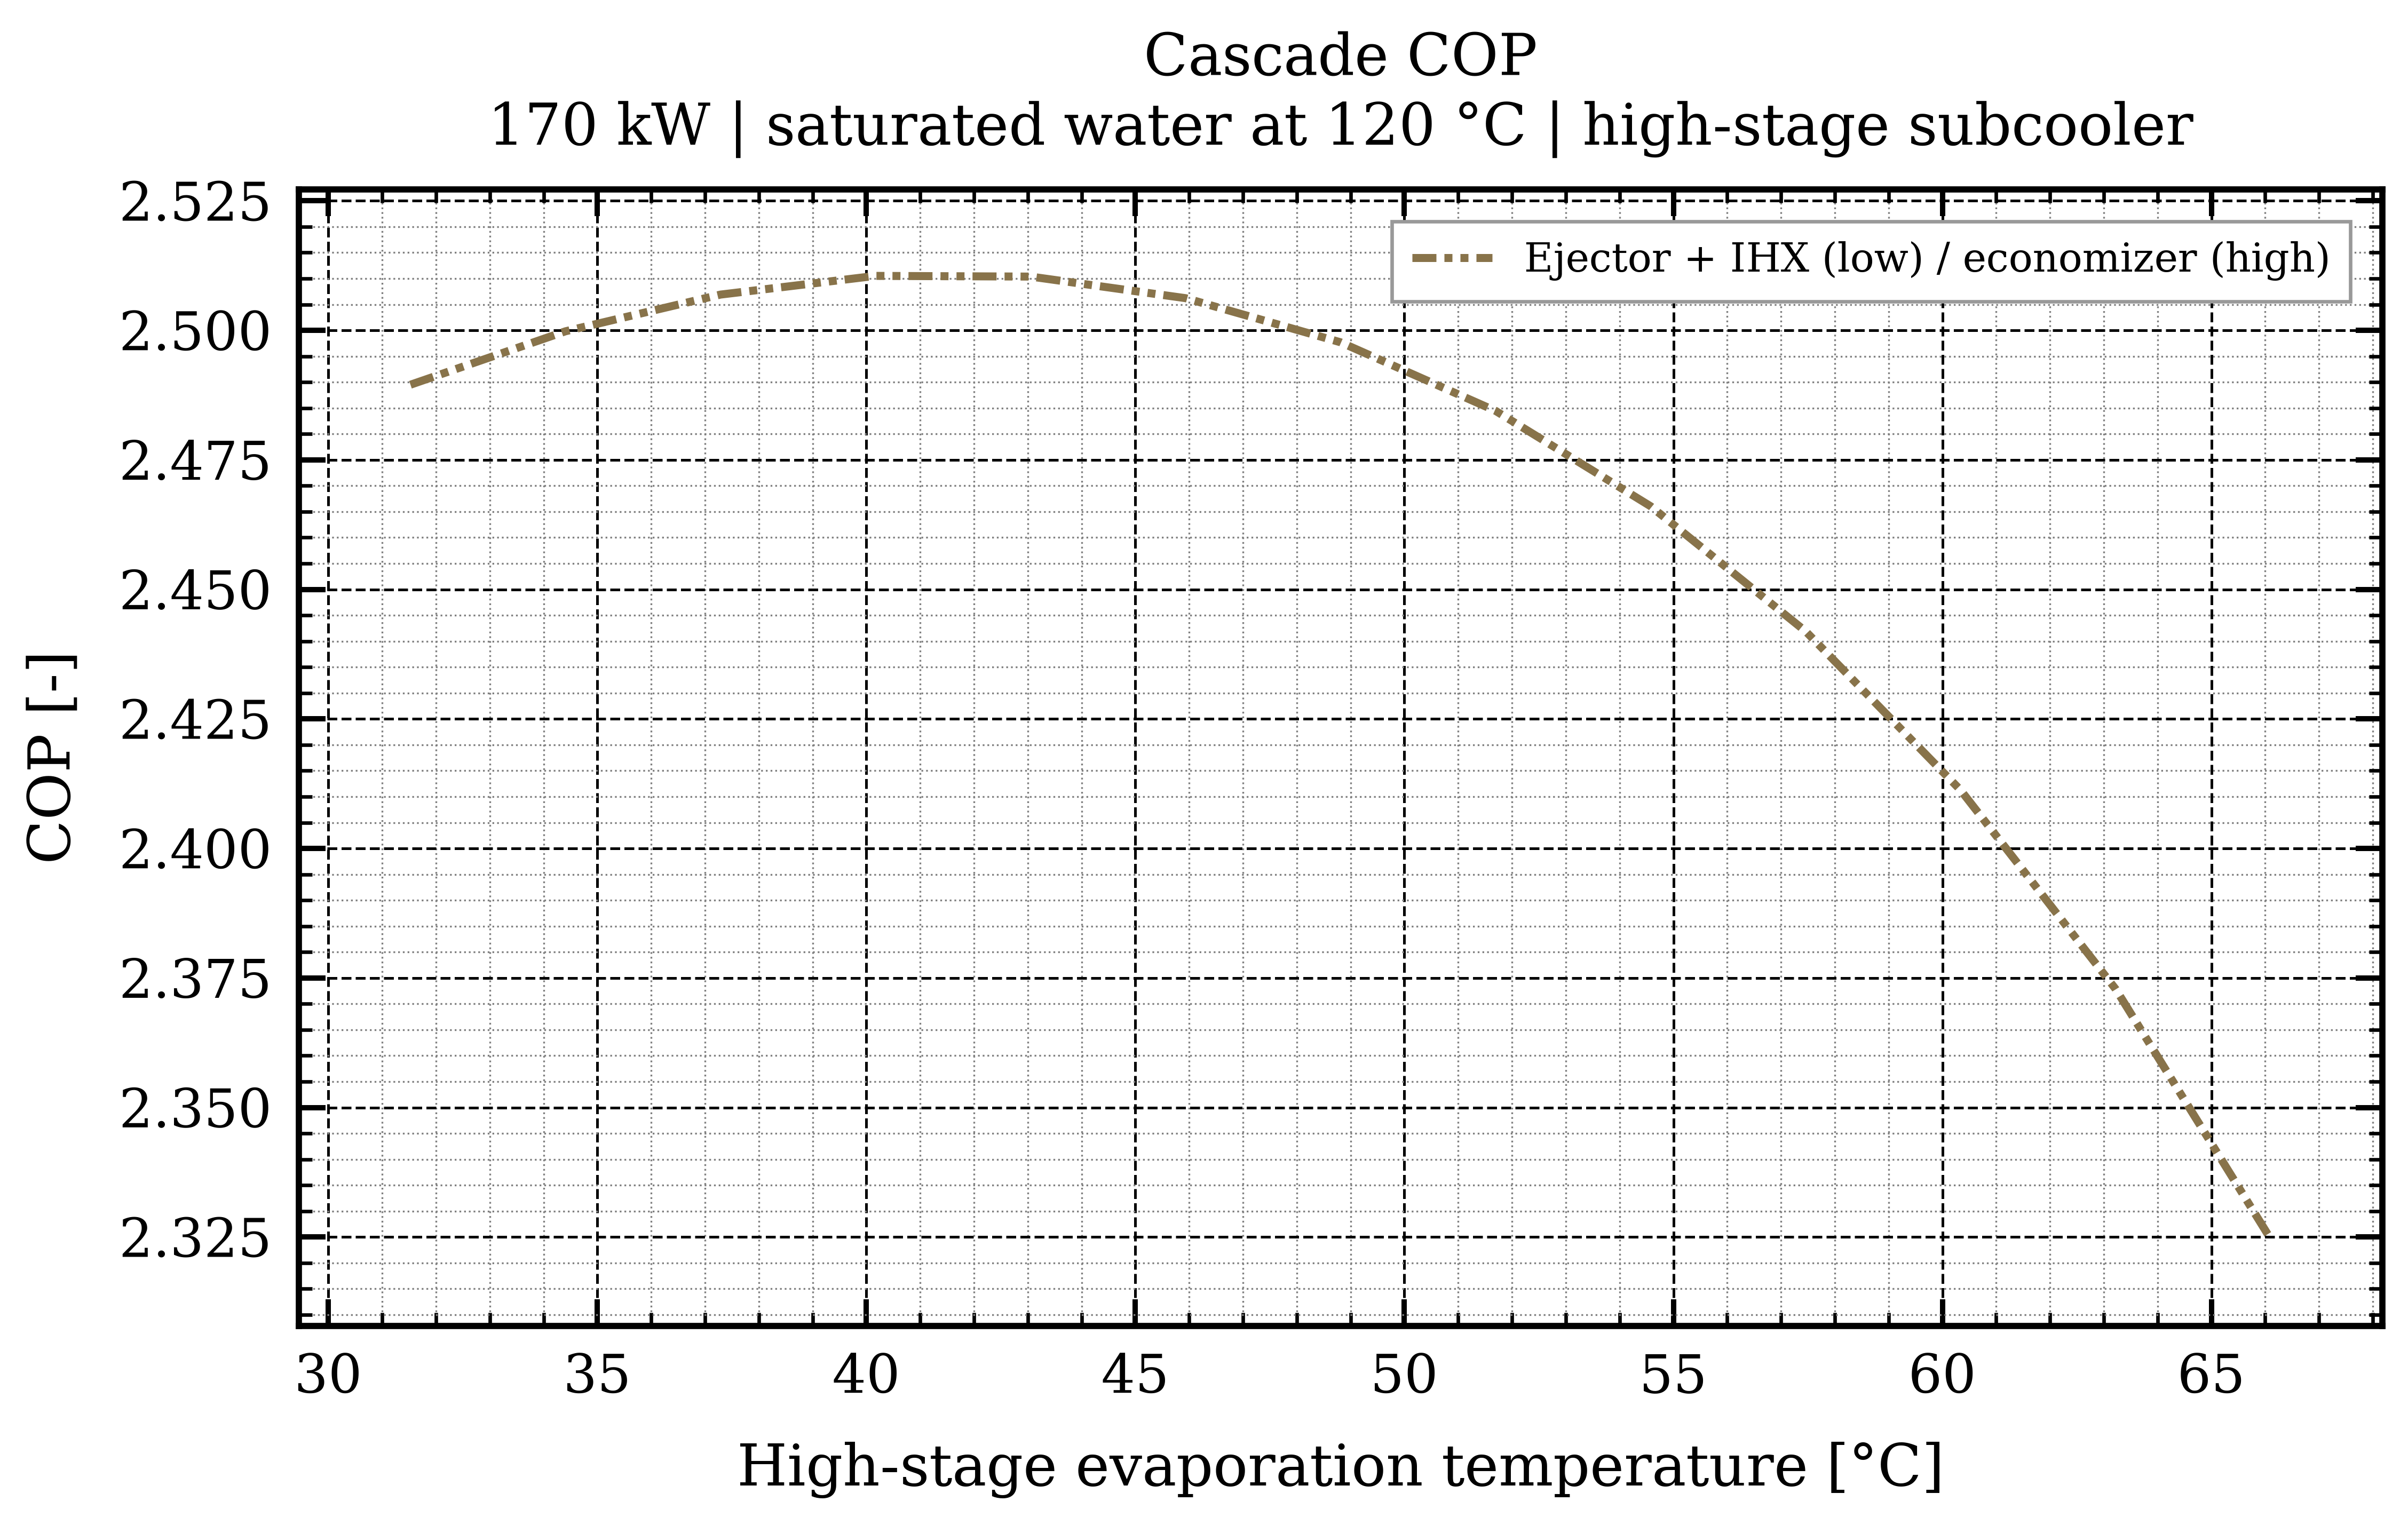 Cascade COP
170 kW | saturated water at 120 °C | high-stage subcooler
Ejector + IHX (low) / economizer (high)
COP [-]
2.525
2.500
2.475
2.450
2.425
2.400
2.375
2.350
2.325
30 35 40 45 50 55 60 65
High-stage evaporation temperature [°C]